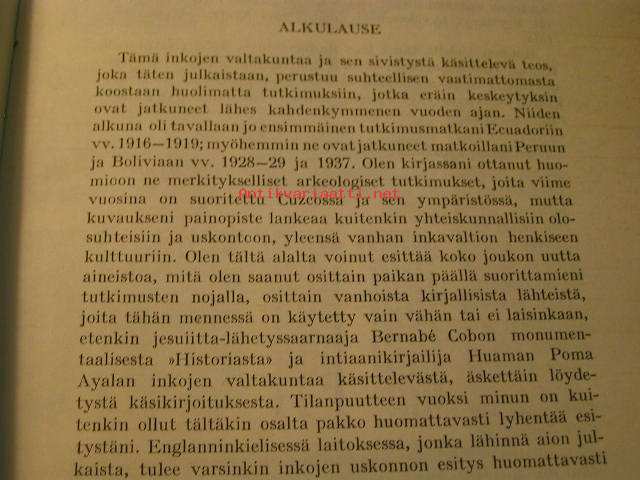 ALKULAUSE
Tämä inkojen valtakuntaa ja sen sivistystä käsittelevä teos,
joka täten julkaistaan, perustuu suhteellisen vaatimattomasta
koostaan huolimatta tutkimuksiin, jotka eräin keskeytyksin
ovat jatkuneet lähes kahdenkymmenen vuoden ajan. Niiden
alkuna oli tavallaan jo ensimmäinen tutkimusmatkani Ecuadoriin
vv. 1916—1919; myöhemmin ne ovat jatkuneet matkoillani Peruun
ja Boliviaan vv. 1928—29 ja 1937. Olen kirjassani ottanut huo-
mioon ne merkitykselliset arkeologiset tutkimukset, joita viime
vuosina on suoritettu Cuzcossa ja sen ympäristössä, mutta
Antikvariaatti.net
kuvaukseni painopiste lankeaa kuitenkin yhteiskunnallisiin olo-
suhteisiin ja uskontoon, yleensä vanhan inkavaltion henkiseen
kulttuuriin. Olen tältä alalta voinut esittää koko joukon uutta
aineistoa, mitä olen saanut osittain paikan päällä suorittamieni
tutkimusten nojalla, osittain vanhoista kirjallisista lähteistä,
joita tähän mennessä on käytetty vain vähän tai ei laisinkaan,
etenkin jesuiitta-lähetyssaarnaaja Bernabé Cobon monumen-
taalisesta »Historiasta» ja intiaanikirjailija Huaman Poma
Ayalan inkojen valtakuntaa käsittelevästä, äskettäin löyde-
tystä käsikirjoituksesta. Tilanpuutteen vuoksi minun on kui-
tenkin ollut tältäkin osalta pakko huomattavasti lyhentää esi-
tystäni. Englanninkielisessä laitoksessa, jonka lähinnä aion jul-
kaista, tulee varsinkin inkojen uskonnon esitys huomattavasti